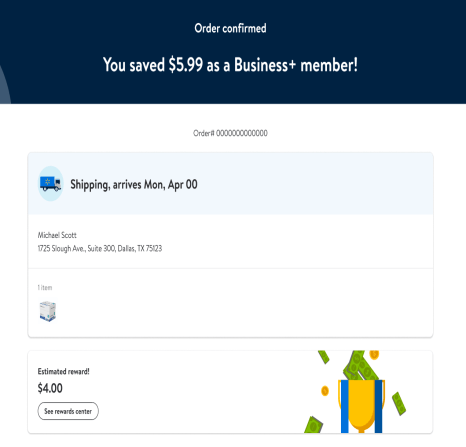 Order confirmed
You saved $5.99 as a Business+ member!
Order# 0000000000000
Shipping, arrives Mon, Apr 00
Michael Scott
1725 Slough Ave., Suite 300, Dallas, TX 75123
1 item
Estimated reward!
$4.00
See rewards center